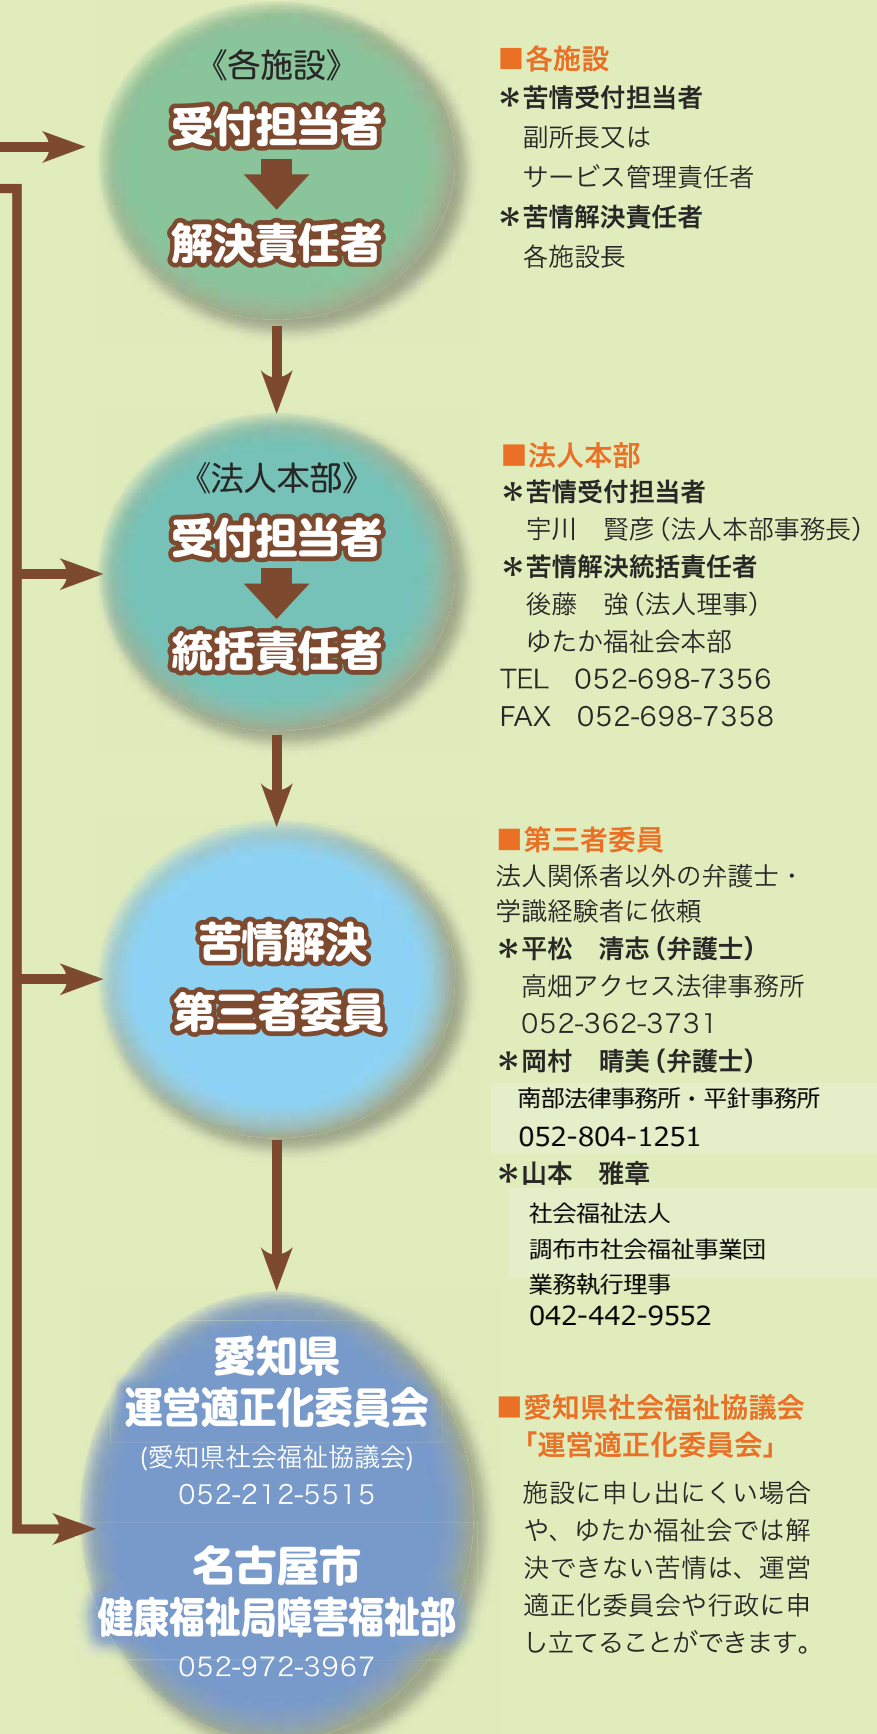 《各施設》
受付担当者
解決責任者
■各施設
＊苦情受付担当者
副所長又は
サービス管理責任者
＊苦情解決責任者
各施設長
《法人本部》
受付担当者
統括責任者
■法人本部
＊苦情受付担当者
宇川　賢彦（法人本部事務長）
＊苦情解決統括責任者
後藤　強（法人理事）
ゆたか福祉会本部
TEL　052-698-7356
FAX　052-698-7358
苦情解決
第三者委員
■第三者委員
法人関係者以外の弁護士・
学識経験者に依頼
＊平松　清志（弁護士）
高畑アクセス法律事務所
052-362-3731
＊岡村　晴美（弁護士）
南部法律事務所・平針事務所
052-804-1251
＊山本　雅章
社会福祉法人
調布市社会福祉事業団
業務執行理事
042-442-9552
愛知県
運営適正化委員会
(愛知県社会福祉協議会)
052-212-5515
名古屋市
健康福祉局障害福祉部
052-972-3967
■愛知県社会福祉協議会
「運営適正化委員会」
施設に申し出にくい場合
や、ゆたか福祉会では解
決できない苦情は、運営
適正化委員会や行政に申
し立てることができます。